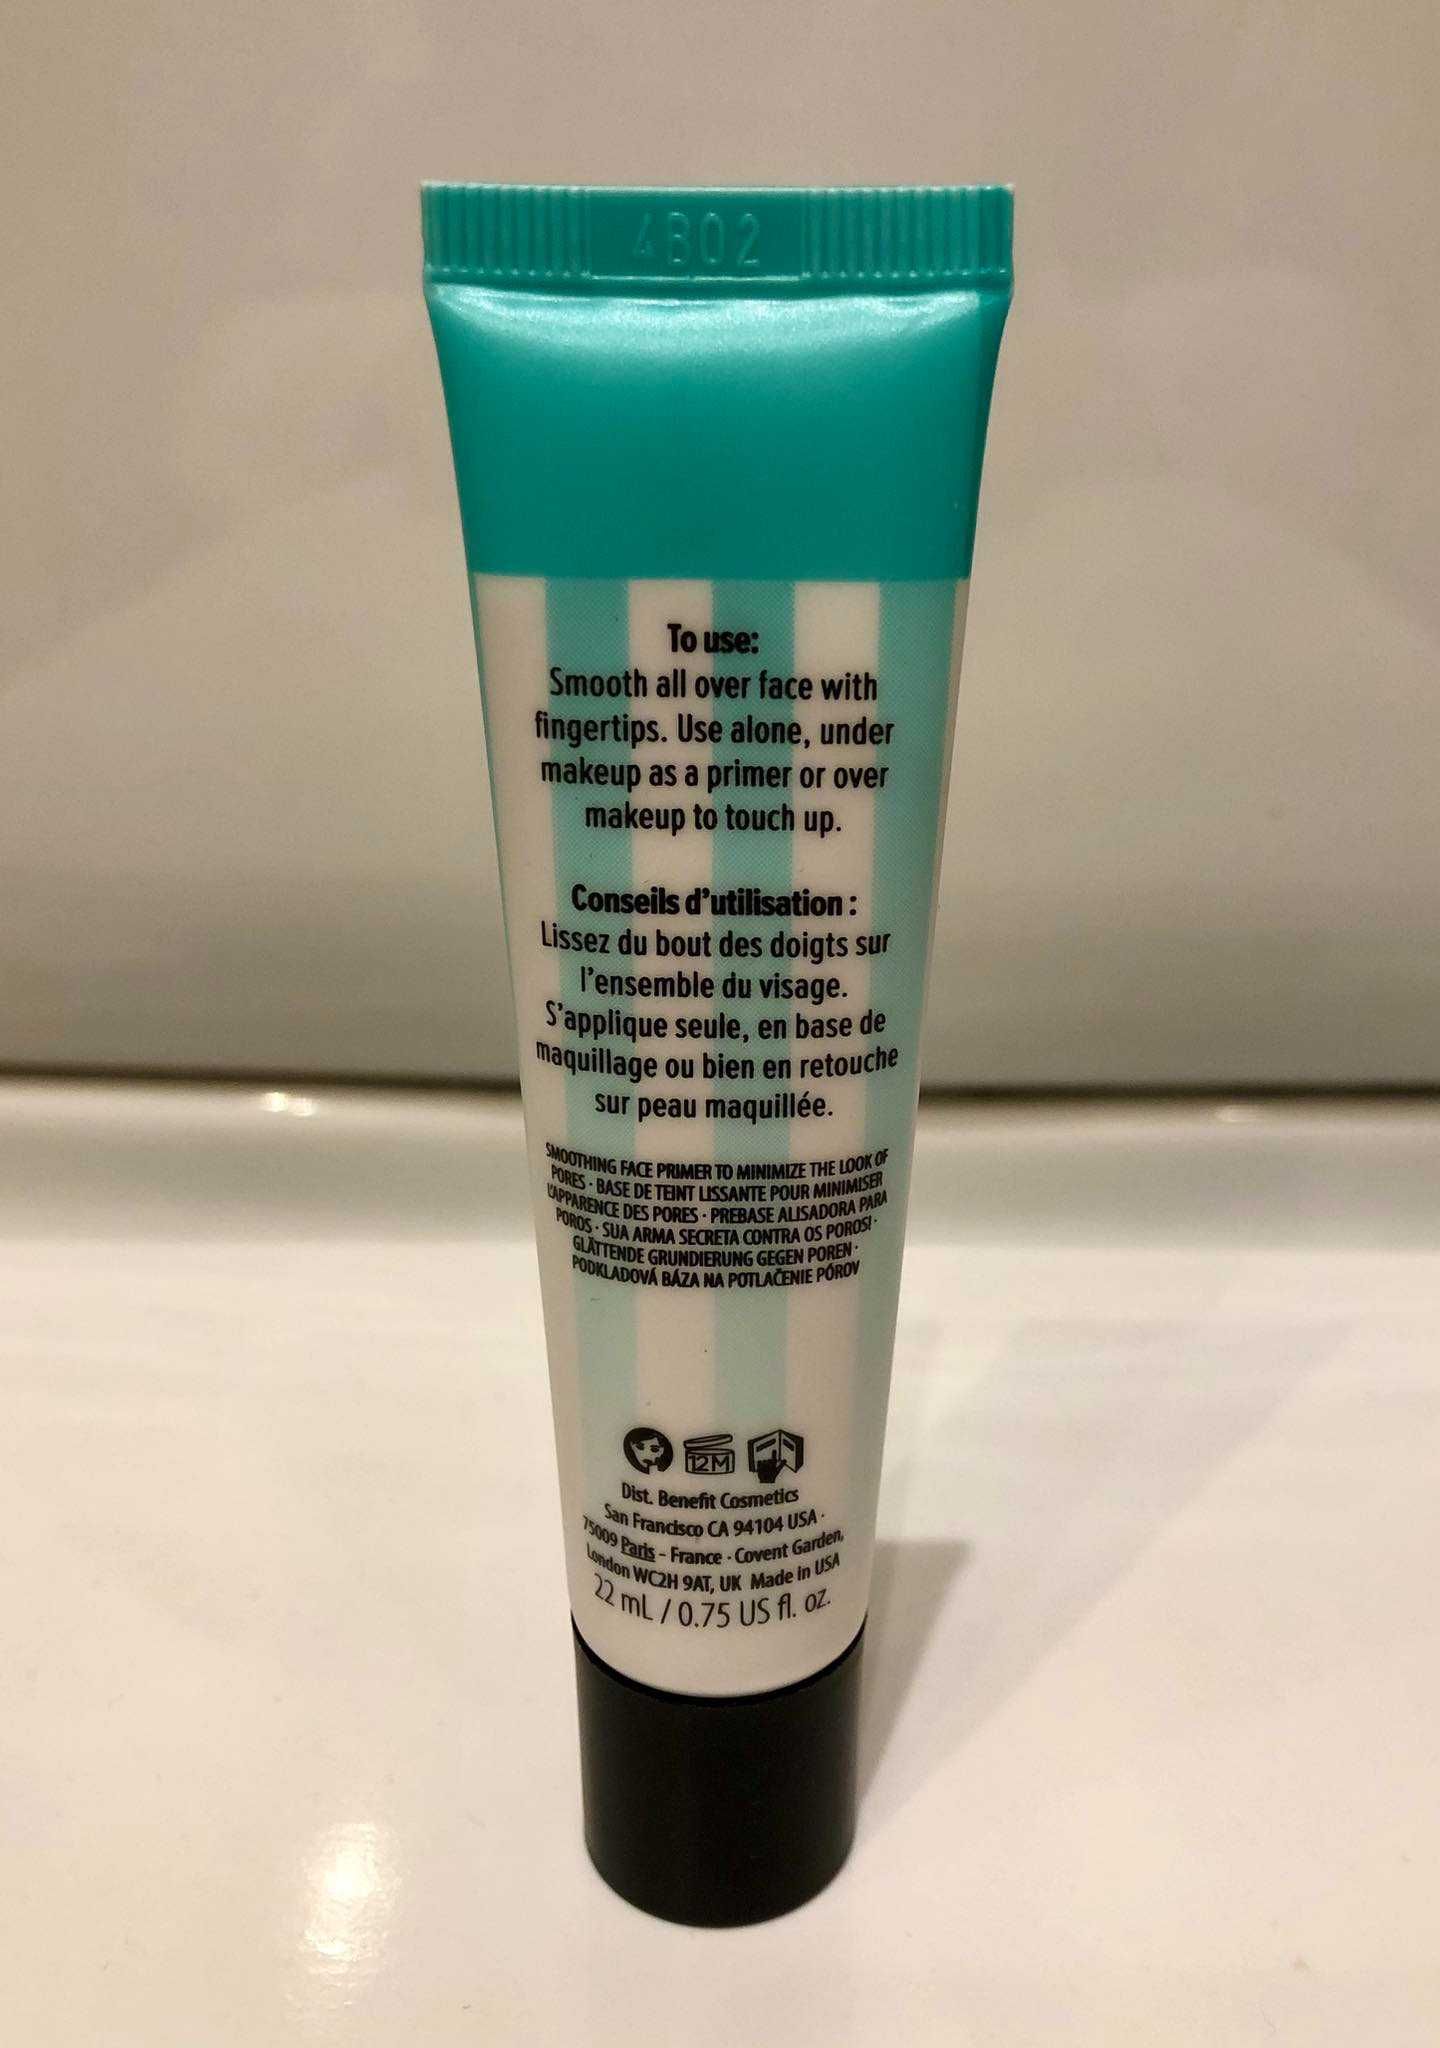 4B02
To use:
Smooth all over face with
fingertips. Use alone, under
makeup as a primer or over
makeup to touch up.
Conseils d'utilisation :
Lissez du bout des doigts sur
l'ensemble du visage.
S'applique seule, en base de
maquillage ou bien en retouche
sur peau maquillée.
SMOOTHING FACE PRIMER TO MINIMIZE THE LOOK OF
PORES · BASE DE TEINT LISSANTE POUR MINIMISER
L'APPARENCE DES PORES · PREBASE ALISADORA PARA
POROS · SUA ARMA SECRETA CONTRA OS POROS! ·
GLÄTTENDE GRUNDIERUNG GEGEN POREN ·
PODKLADOVÁ BÁZA NA POTLAČENIE PÓROV
12M
Dist. Benefit Cosmetics
San Francisco CA 94104 USA ·
75009 Paris – France · Covent Garden,
London WC2H 9AT, UK Made in USA
22 mL / 0.75 US fl. oz.